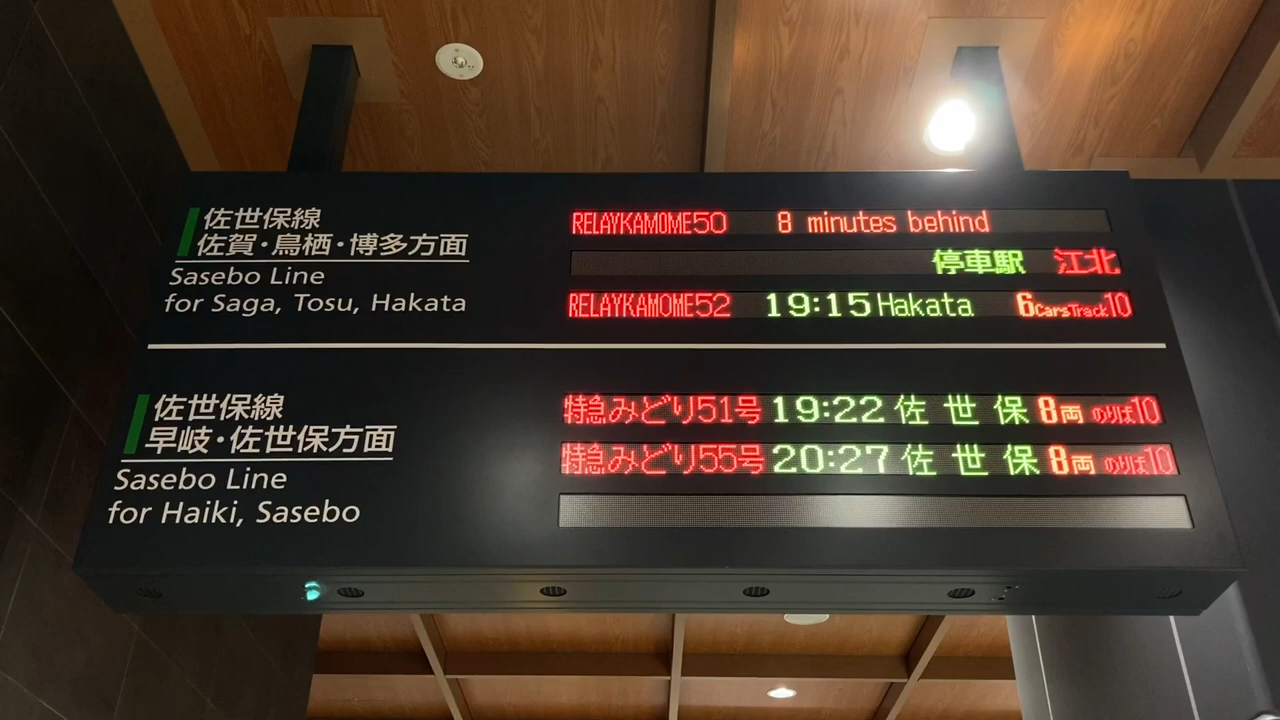 佐世保線
佐賀・鳥栖・博多方面
Sasebo Line
for Saga, Tosu, Hakata
RELAYKAMOME50 8 minutes behind
停車駅 江北
RELAYKAMOME52 19:15 Hakata 6CarsTrack10
佐世保線
早岐・佐世保方面
Sasebo Line
for Haiki, Sasebo
特急みどり51号 19:22 佐世保 8両 のりば10
特急みどり55号 20:27 佐世保 8両 のりば10